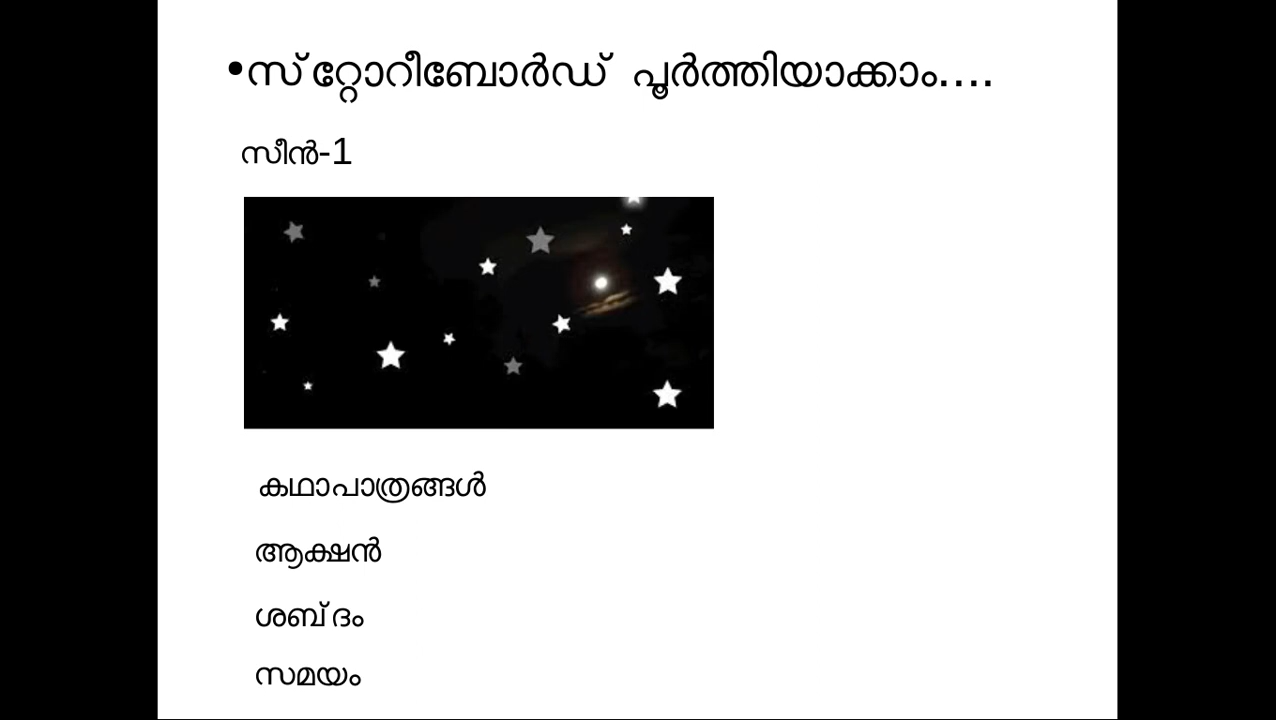 •സ്റ്റോറീബോർഡ് പൂർത്തിയാക്കാം....
സീൻ-1
കഥാപാത്രങ്ങൾ
ആക്ഷൻ
ശബ്ദം
സമയം